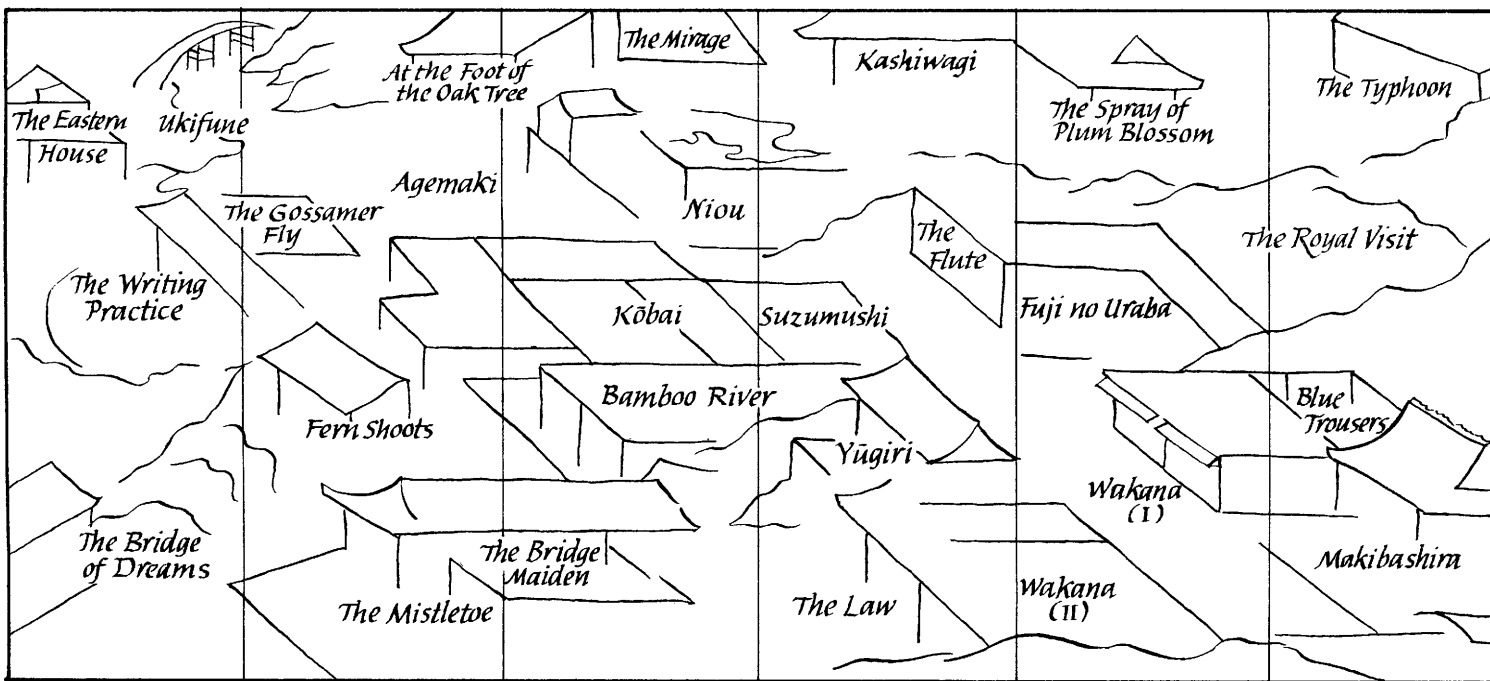 The Mirage
At the Foot of
the Oak Tree
Kashiwagi
The Spray of
Plum Blossom
The Typhoon
The Eastern
House
Ukifune
Agemaki
Niou
The Gossamer
Fly
The Flute
The Royal Visit
The Writing
Practice
Kōbai
Suzumushi
Fuji no Uraba
Bamboo River
Blue
Trousers
Fern Shoots
Yūgiri
Wakana
(I)
The Bridge
of Dreams
The Bridge
Maiden
Makibashira
The Mistletoe
The Law
Wakana
(II)